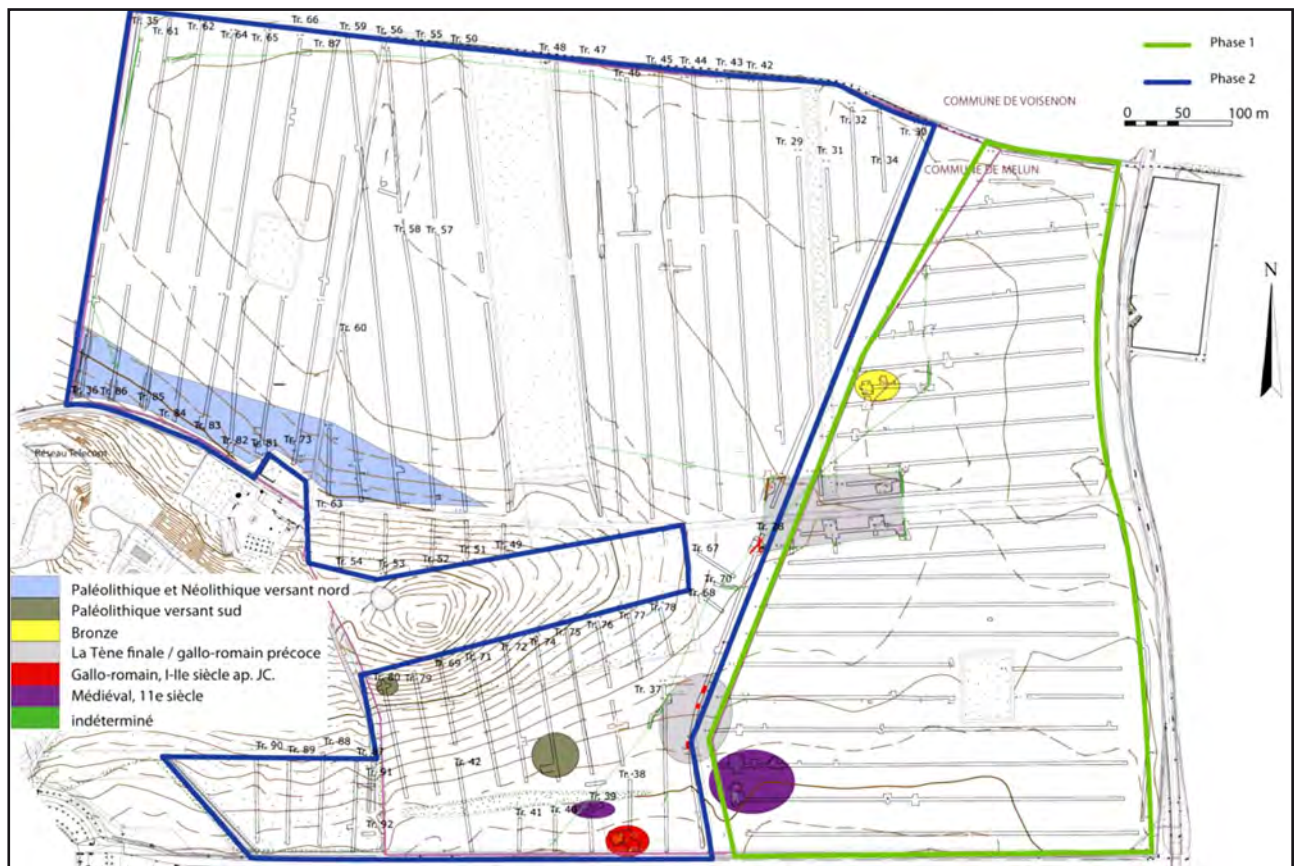 Tr. 35
Tr. 61
Tr. 62
Tr. 64
Tr. 65
Tr. 66
Tr. 87
Tr. 59
Tr. 56
Tr. 55
Tr. 50
Tr. 48
Tr. 47
Tr. 46
Tr. 45
Tr. 44
Tr. 43
Tr. 42
Phase 1
Phase 2
0 50 100 m
COMMUNE DE VOISENON
Tr. 32
Tr. 30
Tr. 29
Tr. 31
Tr. 34
COMMUNE DE MELUN
Tr. 58
Tr. 57
N
Tr. 60
Tr. 36
Tr. 86
Tr. 85
Tr. 84
Tr. 83
Tr. 82
Tr. 81
Tr. 73
Réseau Telecom
Tr. 63
Tr. 28
Tr. 54
Tr. 53
Tr. 52
Tr. 51
Tr. 49
Tr. 67
Tr. 70
Tr. 68
Paléolithique et Néolithique versant nord
Paléolithique versant sud
Bronze
La Tène finale / gallo-romain précoce
Gallo-romain, I-IIe siècle ap. JC.
Médiéval, 11e siècle
indéterminé
Tr. 80
Tr. 79
Tr. 69
Tr. 71
Tr. 72
Tr. 74
Tr. 75
Tr. 76
Tr. 77
Tr. 78
Tr. 37
Tr. 90
Tr. 89
Tr. 88
Tr. 87
Tr. 91
Tr. 92
Tr. 42
Tr. 41
Tr. 40
Tr. 39
Tr. 38